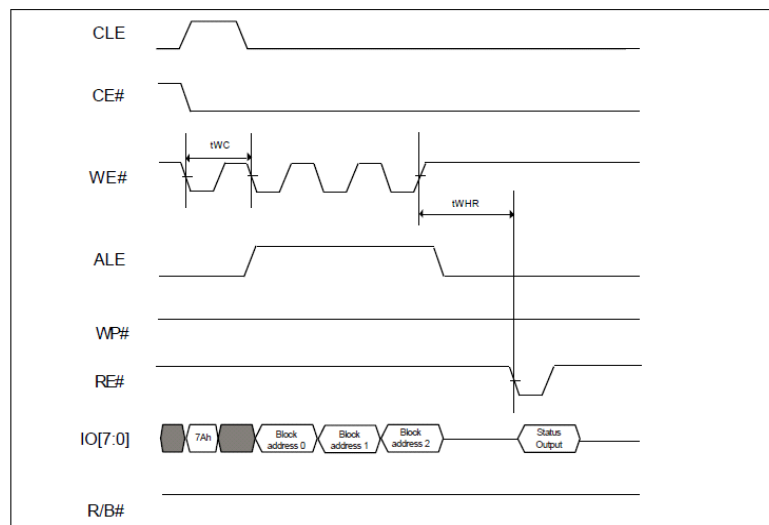 CLE
CE#
tWC
WE#
tWHR
ALE
WP#
RE#
IO[7:0]
7Ah
Block
address 0
Block
address 1
Block
address 2
Status
Output
R/B#